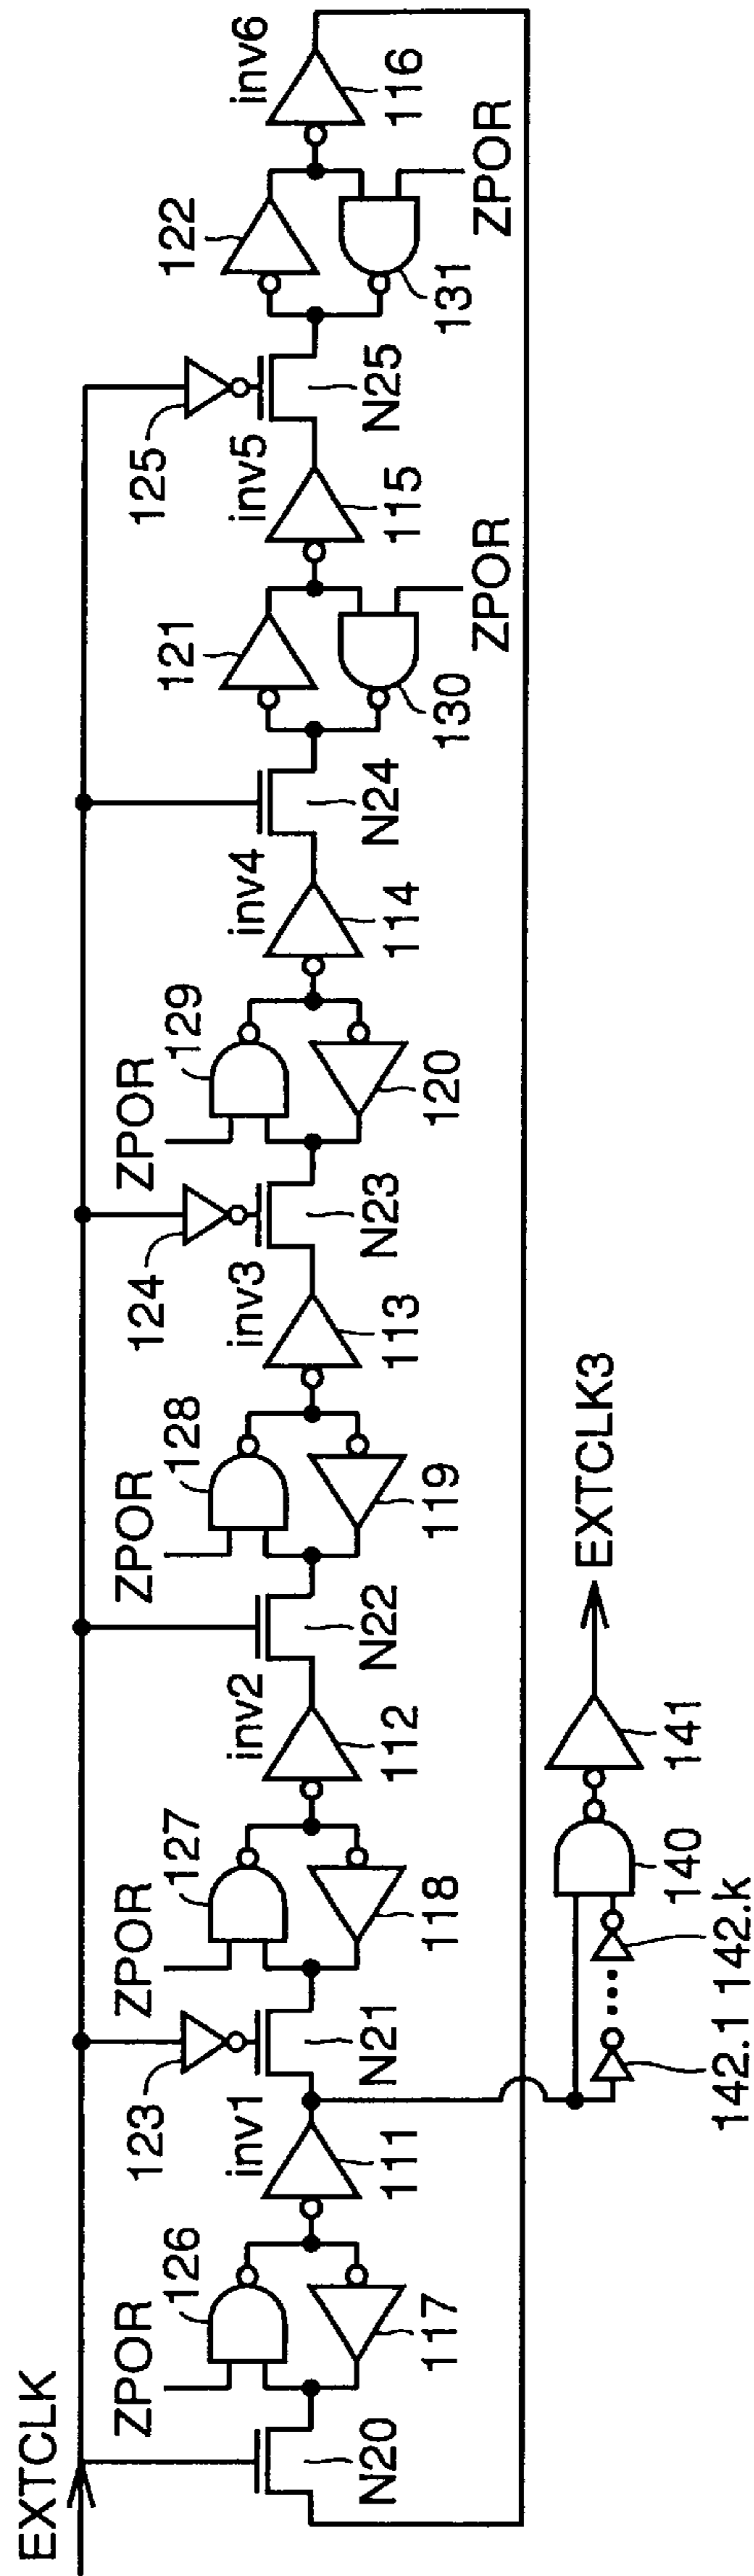 EXTCLK
N20
ZPOR
126
117
inv1
111
123
N21
ZPOR
127
118
inv2
112
N22
ZPOR
128
119
inv3
113
124
N23
ZPOR
129
120
inv4
114
N24
121
130
ZPOR
inv5
115
125
N25
122
131
ZPOR
inv6
116
142.1
142.k
140
141
EXTCLK3